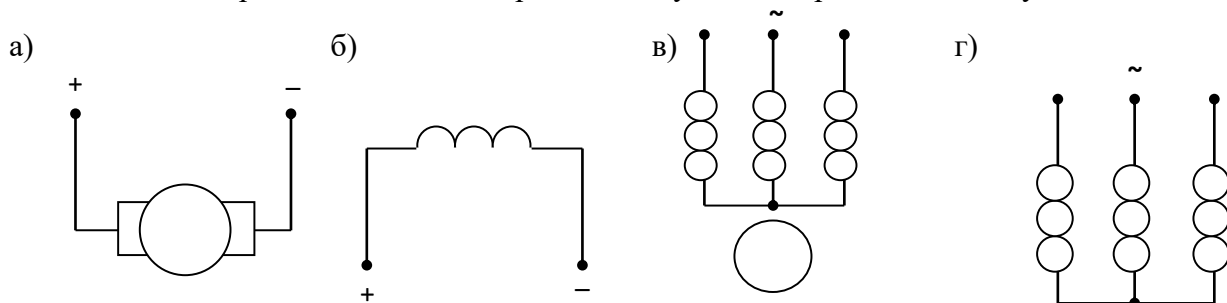 а)
б)
в)
г)
~
~
+
–
+
–